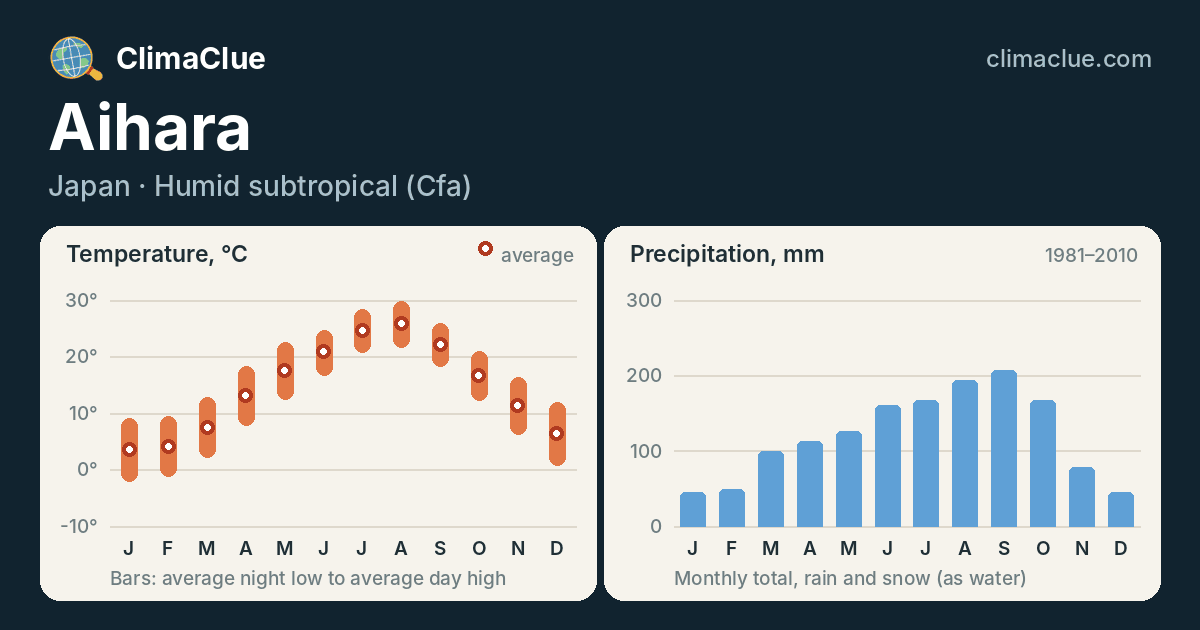 ClimaClue
climaclue.com
Aihara
Japan · Humid subtropical (Cfa)
Temperature, °C
average
30°
20°
10°
0°
-10°
J F M A M J J A S O N D
Bars: average night low to average day high
Precipitation, mm
1981–2010
300
200
100
0
J F M A M J J A S O N D
Monthly total, rain and snow (as water)